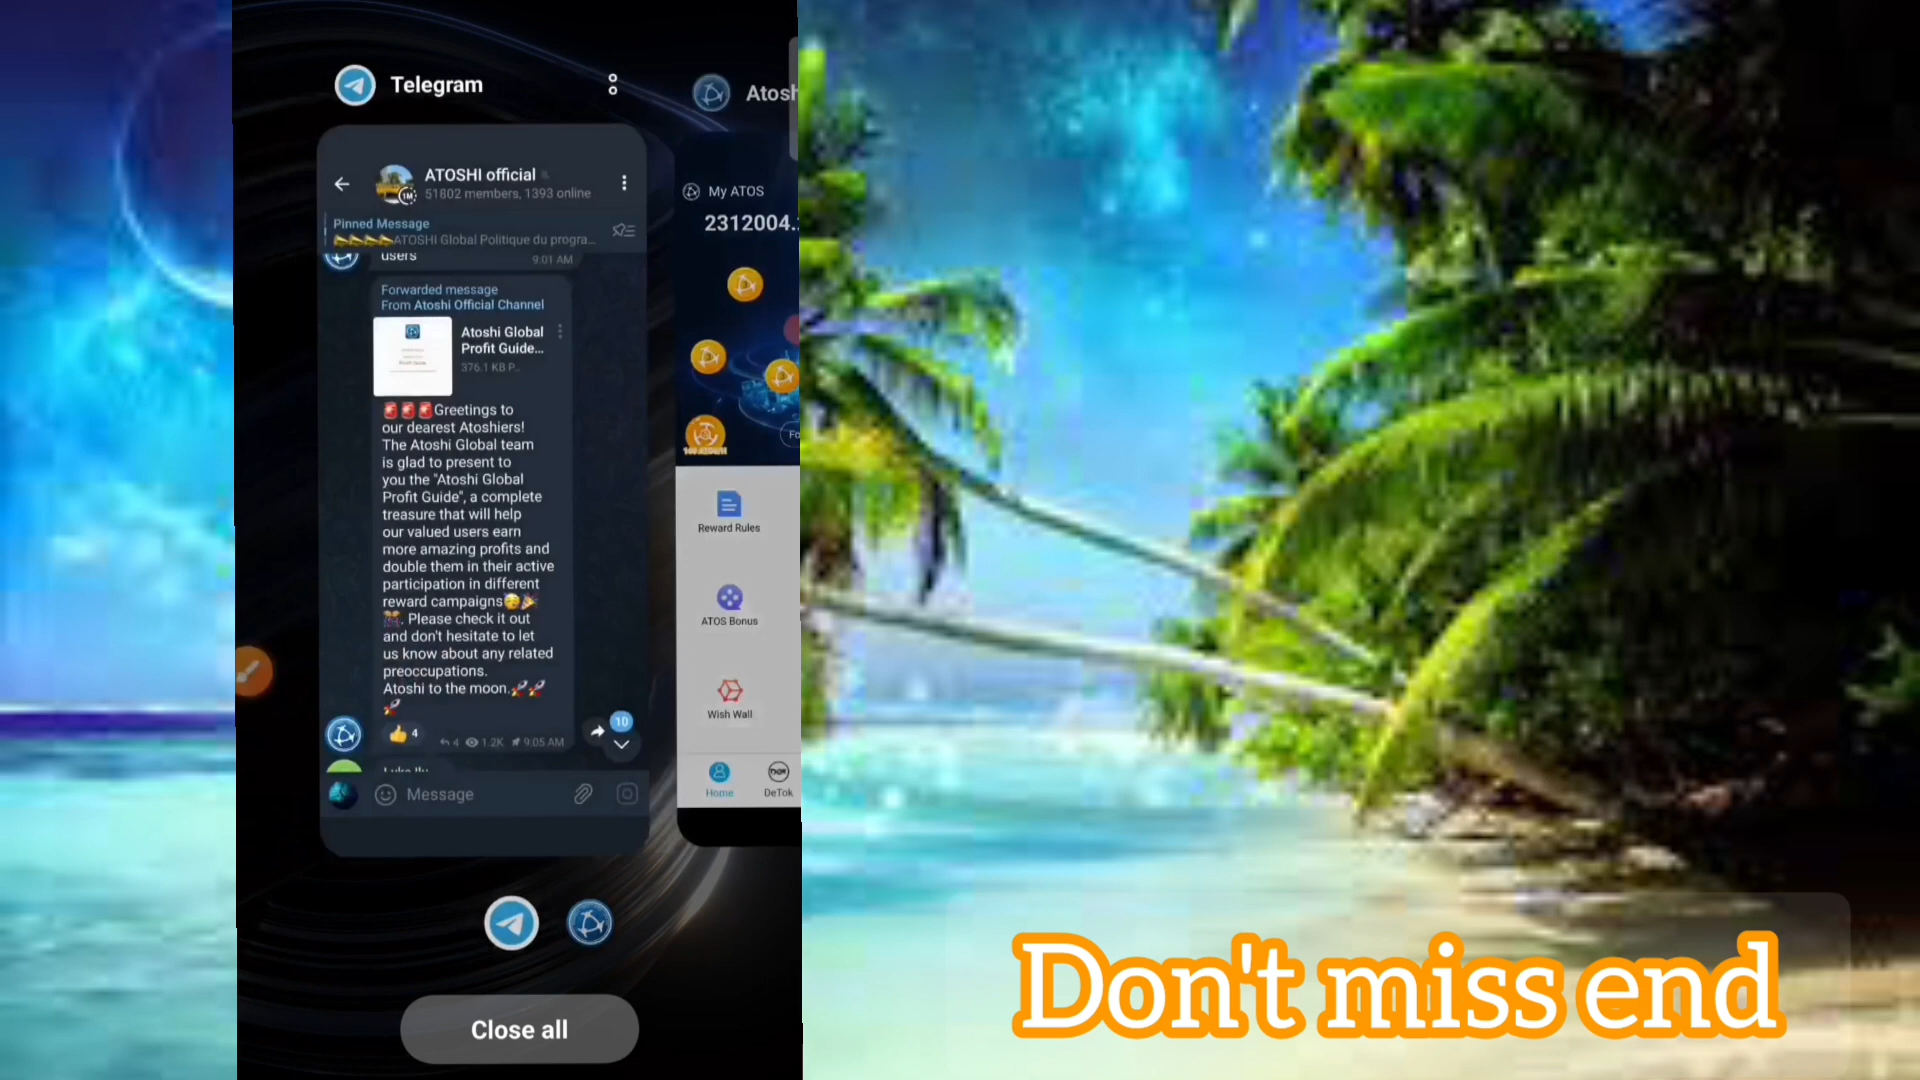 Telegram
Atosh
ATOSHI official
51802 members, 1393 online
1M
Pinned Message
ATOSHI Global Politique du progra...
users
9.01 AM
Forwarded message
From Atoshi Official Channel
Atoshi Global
Profit Guide...
376.1 KB P..
Greetings to
our dearest Atoshiers!
The Atoshi Global team
is glad to present to
you the "Atoshi Global
Profit Guide", a complete
treasure that will help
our valued users earn
more amazing profits and
double them in their active
participation in different
reward campaigns
. Please check it out
and don't hesitate to let
us know about any related
preoccupations.
Atoshi to the moon.
4
4 1.2K 9.05 AM
10
Message
My ATOS
2312004.
Fo
Reward Rules
ATOS Bonus
Wish Wall
Home
DeTok
Close all
Don't miss end